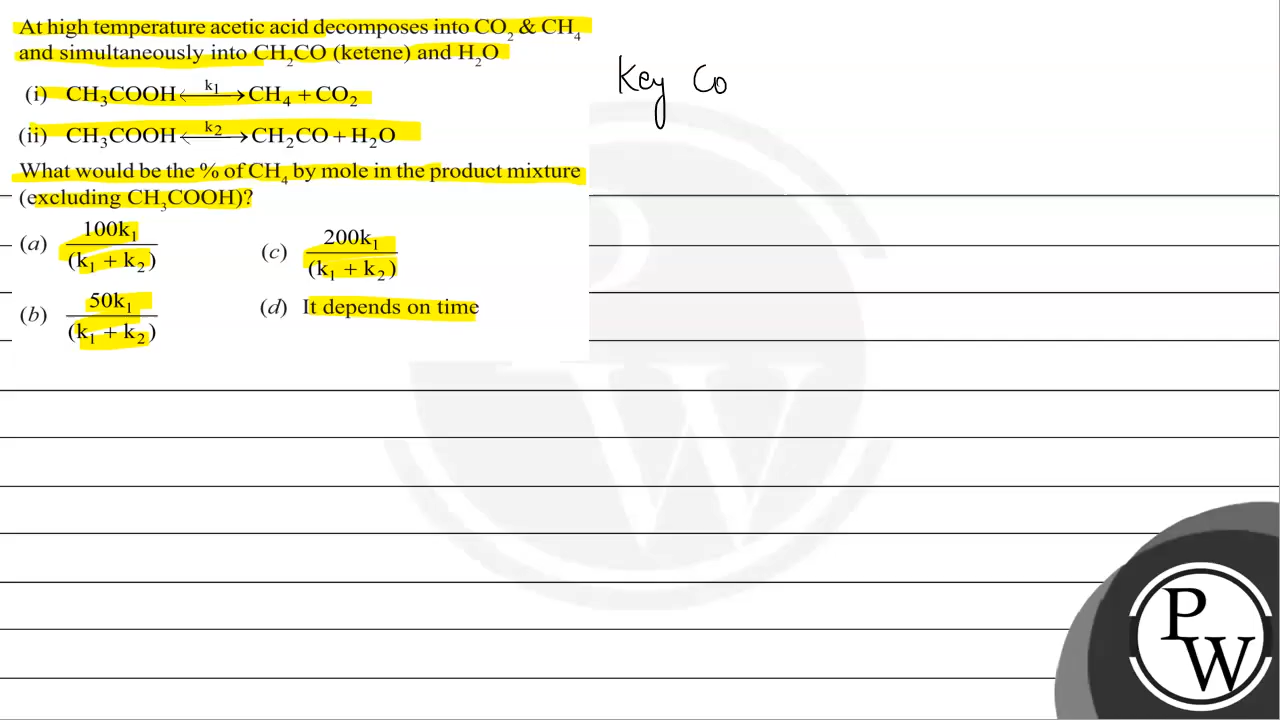 At high temperature acetic acid decomposes into CO₂ & CH₄
and simultaneously into CH₂CO (ketene) and H₂O
(i) CH₃COOH ⟷ᵏ¹ CH₄ + CO₂
(ii) CH₃COOH ⟷ᵏ² CH₂CO + H₂O
What would be the % of CH₄ by mole in the product mixture
(excluding CH₃COOH)?
(a) 100k₁ / (k₁ + k₂)
(c) 200k₁ / (k₁ + k₂)
(b) 50k₁ / (k₁ + k₂)
(d) It depends on time
Key Co
PW
PW